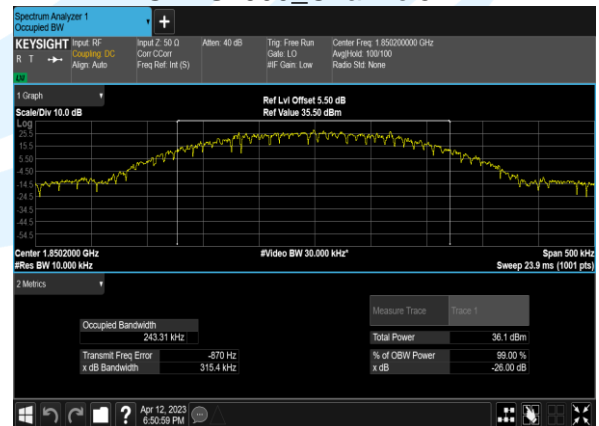 Spectrum Analyzer 1
Occupied BW
KEYSIGHT
R T
Input: RF
Coupling: DC
Align: Auto
Input Z: 50 Ω
Corr CCorr
Freq Ref: Int (S)
Atten: 40 dB
Trig: Free Run
Gate: LO
#IF Gain: Low
Center Freq: 1.850200000 GHz
Avg|Hold: 100/100
Radio Std: None
1 Graph
Scale/Div 10.0 dB
Ref Lvl Offset 5.50 dB
Ref Value 35.50 dBm
Log
25.5
15.5
5.50
-4.50
-14.5
-24.5
-34.5
-44.5
-54.5
Center 1.8502000 GHz
#Res BW 10.000 kHz
#Video BW 30.000 kHz*
Span 500 kHz
Sweep 23.9 ms (1001 pts)
2 Metrics
Measure Trace Trace 1
Occupied Bandwidth
243.31 kHz
Total Power 36.1 dBm
Transmit Freq Error -870 Hz
% of OBW Power 99.00 %
x dB Bandwidth 315.4 kHz
x dB -26.00 dB
Apr 12, 2023
6:50:59 PM